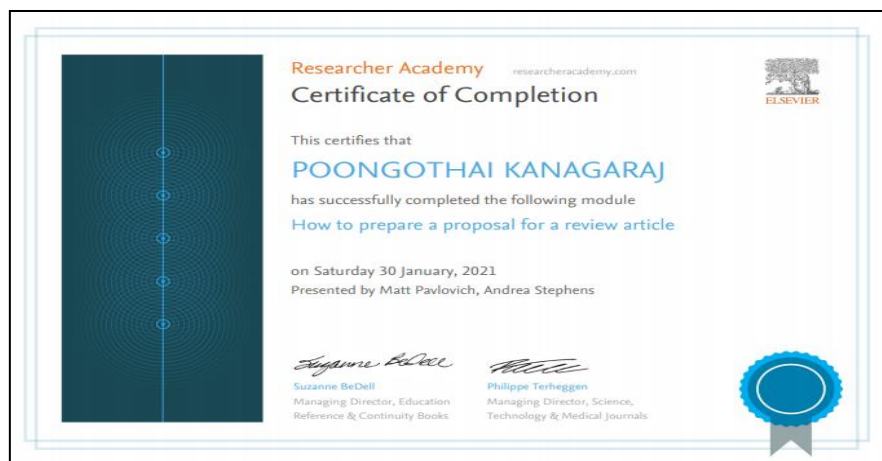 Researcher Academy researcheracademy.com
Certificate of Completion
ELSEVIER
This certifies that
POONGOTHAI KANAGARAJ
has successfully completed the following module
How to prepare a proposal for a review article
on Saturday 30 January, 2021
Presented by Matt Pavlovich, Andrea Stephens
Suzanne BeDell
Suzanne BeDell
Managing Director, Education
Reference & Continuity Books
Philippe Terheggen
Managing Director, Science,
Technology & Medical Journals